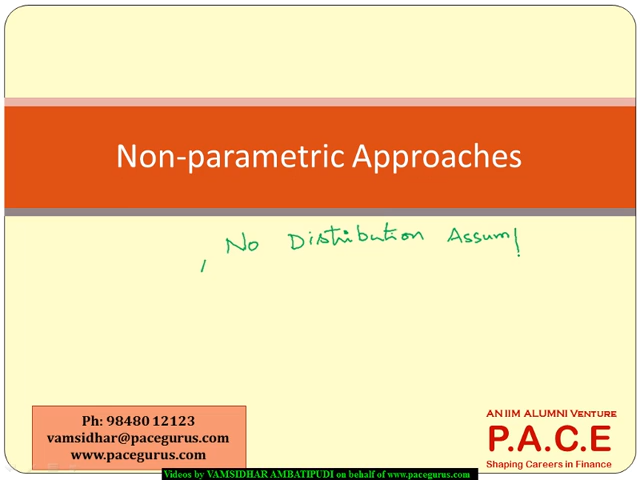 Non-parametric Approaches
No Distribution Assum
Ph: 98480 12123
vamsidhar@pacegurus.com
www.pacegurus.com
AN IIM ALUMNI VENTURE
P.A.C.E
Shaping Careers in Finance
Videos by VAMSIDHAR AMBATIPUDI on behalf of www.pacegurus.com